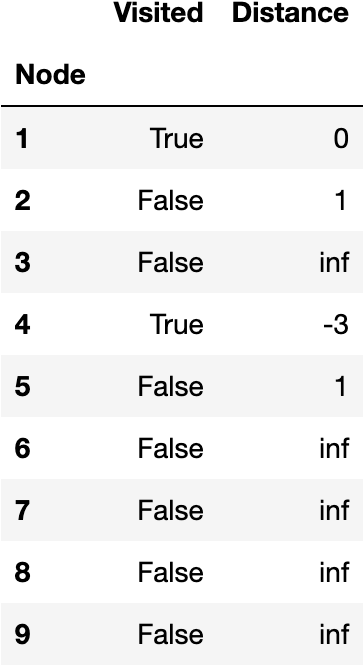 Visited Distance
Node
1 True 0
2 False 1
3 False inf
4 True -3
5 False 1
6 False inf
7 False inf
8 False inf
9 False inf